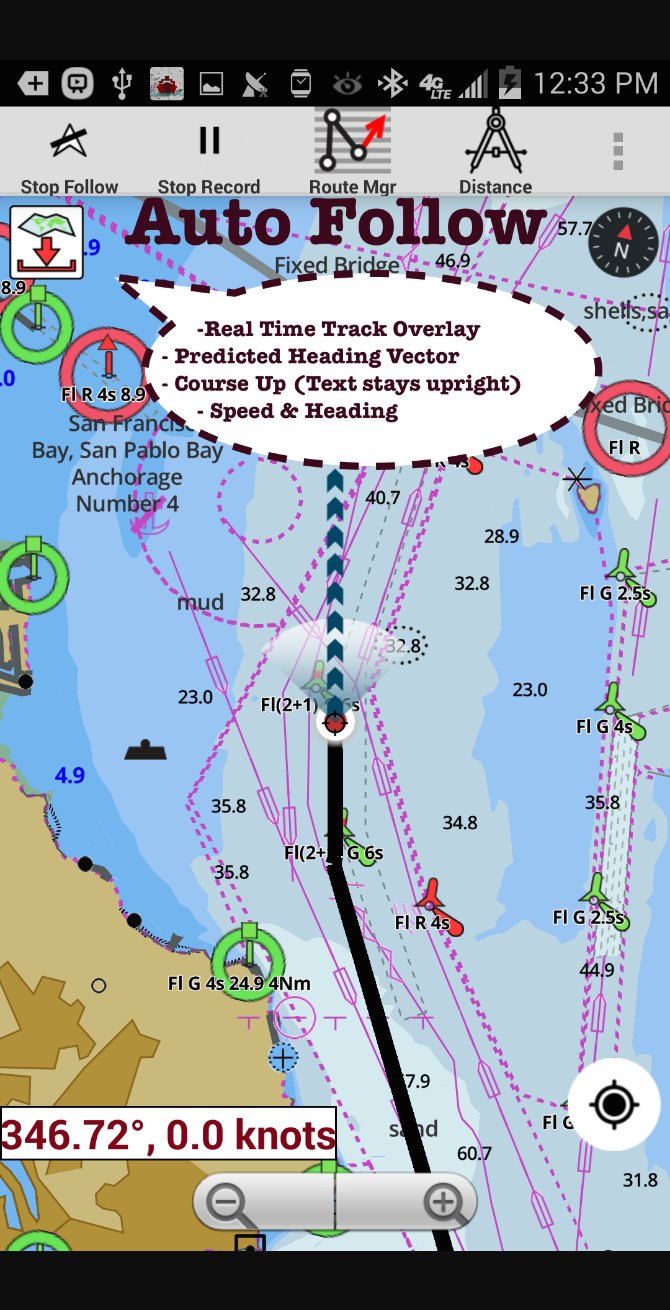 4G LTE 12:33 PM
Stop Follow Stop Record Route Mgr Distance
Auto Follow
57.7
.9
N
Fixed Bridge 46.9
8.9
shells,sa
-Real Time Track Overlay
- Predicted Heading Vector
.0
- Course Up (Text stays upright)
Fl R 4s 8.9
- Speed & Heading
San Francisc
Fl R
Bay, San Pablo Bay
R 4s
Anchorage
Number 4
40.7
28.9
32.8
32.8
Fl G 2.5s
mud
32.8
23.0
23.0
Fl(2+1)
Fl G 4s
4.9
35.8
35.8
34.8
Fl(2+ G 6s
35.8
Fl G 2.5s
Fl R 4s
44.9
Fl G 4s 24.9 4Nm
7.9
Fl G
346.72°, 0.0 knots
sand
60.7
31.8